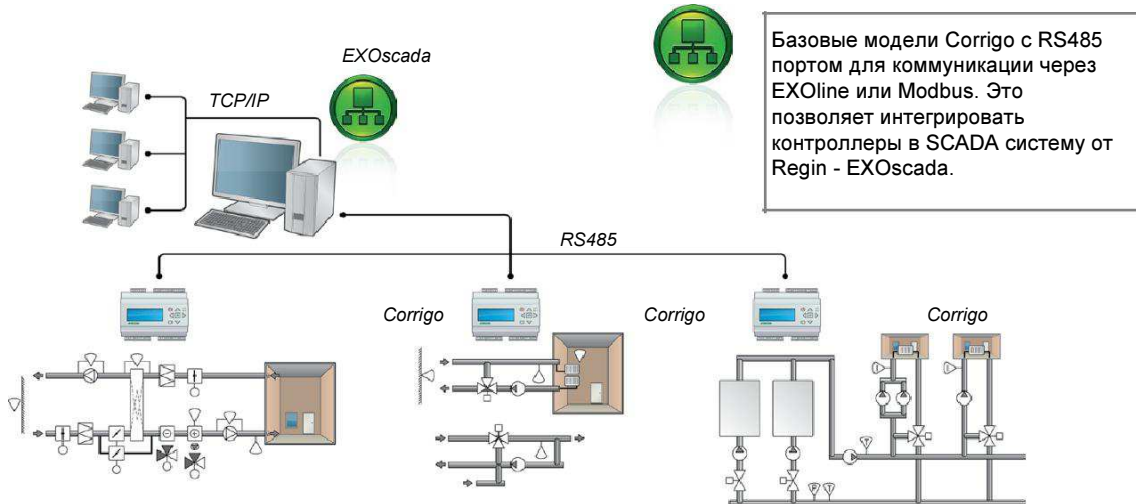 EXOscada
TCP/IP
Базовые модели Corrigo с RS485
портом для коммуникации через
EXOline или Modbus. Это
позволяет интегрировать
контроллеры в SCADA систему от
Regin - EXOscada.
RS485
Corrigo
Corrigo
Corrigo
T
P
T